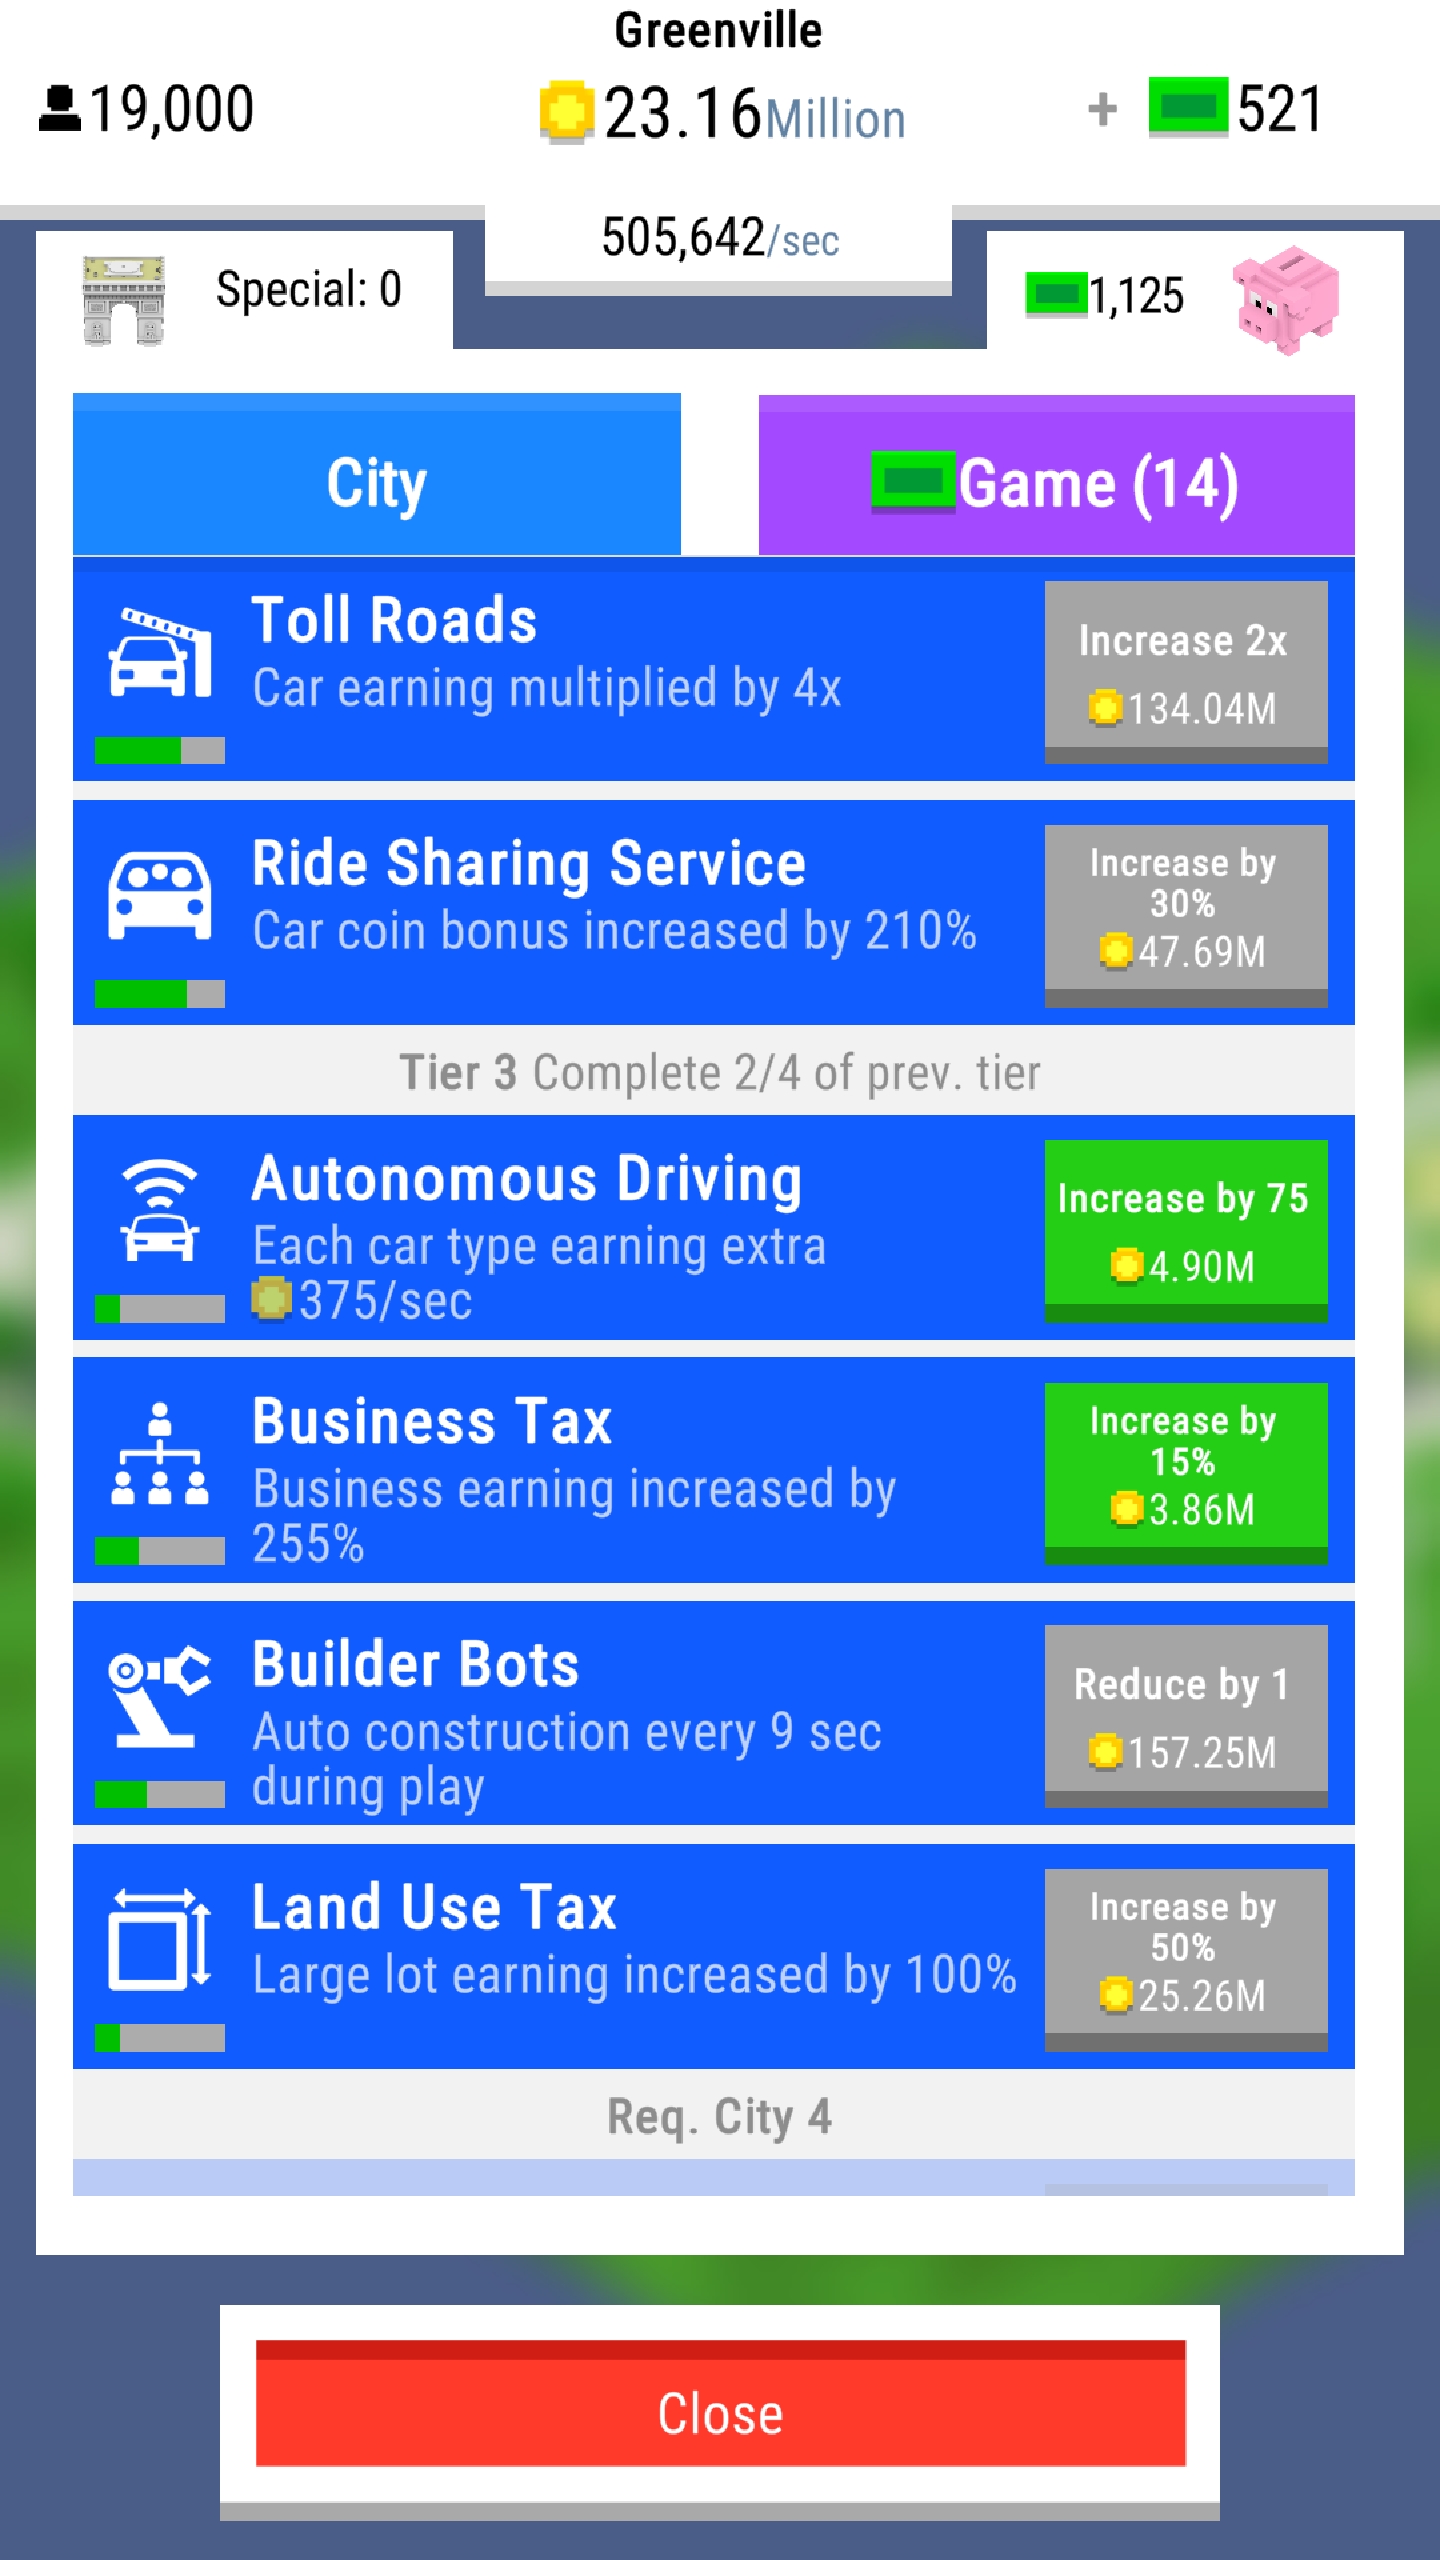 Greenville
19,000
23.16Million
+ 521
505,642/sec
Special: 0
1,125
City
Game (14)
Toll Roads
Car earning multiplied by 4x
Increase 2x
134.04M
Ride Sharing Service
Car coin bonus increased by 210%
Increase by
30%
47.69M
Tier 3 Complete 2/4 of prev. tier
Autonomous Driving
Each car type earning extra
375/sec
Increase by 75
4.90M
Business Tax
Business earning increased by
255%
Increase by
15%
3.86M
Builder Bots
Auto construction every 9 sec
during play
Reduce by 1
157.25M
Land Use Tax
Large lot earning increased by 100%
Increase by
50%
25.26M
Req. City 4
Close